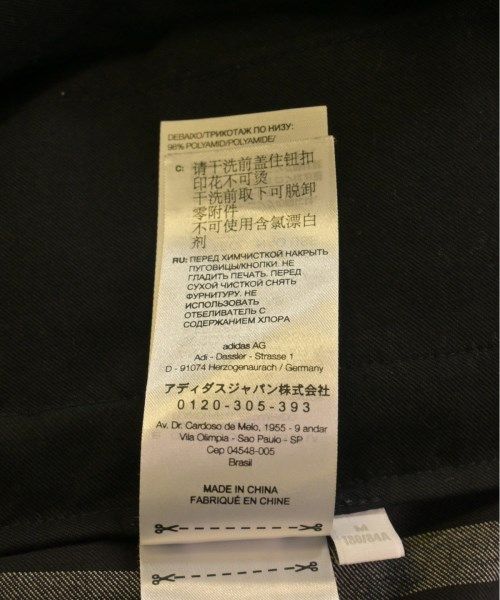 DEBAIXO/ТРИКОТАЖ ПО НИЗУ:
98% POLYAMID/POLYAMIDE/
C: 请干洗前盖住钮扣
印花不可烫
干洗前取下可脱卸
零附件
不可使用含氯漂白
剂
RU: ПЕРЕД ХИМЧИСТКОЙ НАКРЫТЬ
ПУГОВИЦЫ/КНОПКИ. НЕ
ГЛАДИТЬ ПЕЧАТЬ. ПЕРЕД
СУХОЙ ЧИСТКОЙ СНЯТЬ
ФУРНИТУРУ. НЕ
ИСПОЛЬЗОВАТЬ
ОТБЕЛИВАТЕЛЬ С
СОДЕРЖАНИЕМ ХЛОРА
adidas AG
Adi - Dassler - Strasse 1
D - 91074 Herzogenaurach / Germany
アディダスジャパン株式会社
0120-305-393
Av. Dr. Cardoso de Melo, 1955 - 9 andar
Vila Olimpia - Sao Paulo - SP
Cep 04548-005
Brasil
MADE IN CHINA
FABRIQUÉ EN CHINE
M